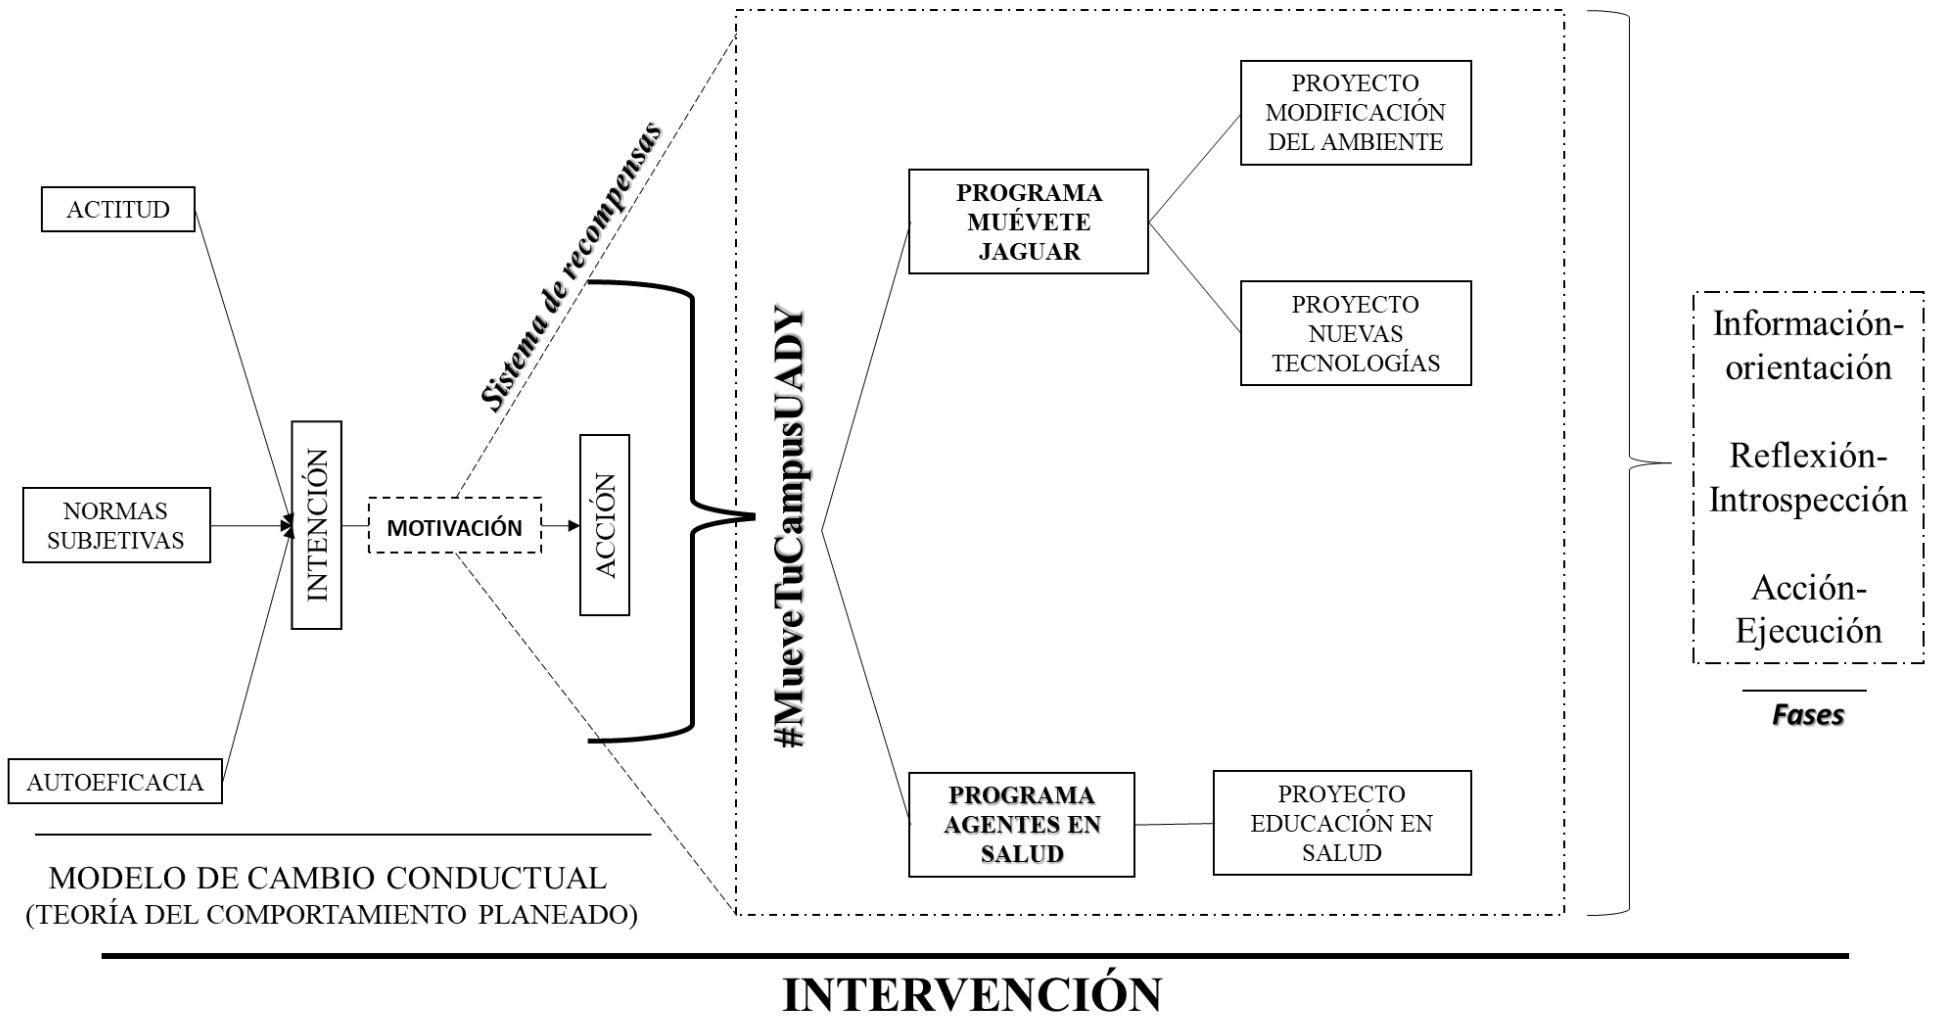 ACTITUD
NORMAS
SUBJETIVAS
AUTOEFICACIA
INTENCIÓN
MOTIVACIÓN
ACCIÓN
Sistema de recompensas
MODELO DE CAMBIO CONDUCTUAL
(TEORÍA DEL COMPORTAMIENTO PLANEADO)
#MueveTuCampusUADY
PROGRAMA
MUÉVETE
JAGUAR
PROYECTO
MODIFICACIÓN
DEL AMBIENTE
PROYECTO
NUEVAS
TECNOLOGÍAS
PROGRAMA
AGENTES EN
SALUD
PROYECTO
EDUCACIÓN EN
SALUD
Información-
orientación
Reflexión-
Introspección
Acción-
Ejecución
Fases
INTERVENCIÓN